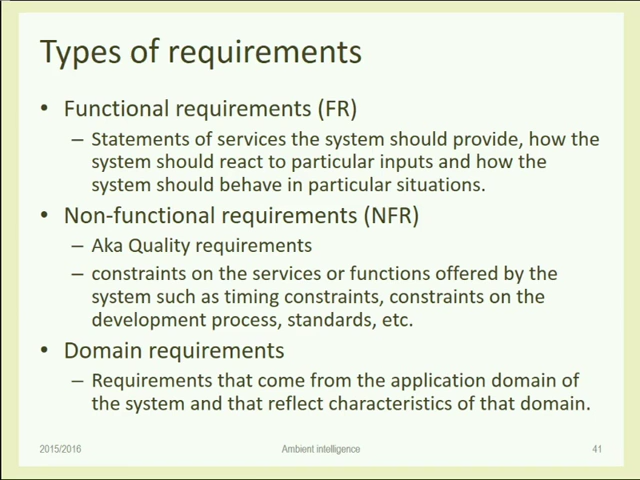 Types of requirements
• Functional requirements (FR)
– Statements of services the system should provide, how the
system should react to particular inputs and how the
system should behave in particular situations.
• Non-functional requirements (NFR)
– Aka Quality requirements
– constraints on the services or functions offered by the
system such as timing constraints, constraints on the
development process, standards, etc.
• Domain requirements
– Requirements that come from the application domain of
the system and that reflect characteristics of that domain.
2015/2016 Ambient intelligence 41